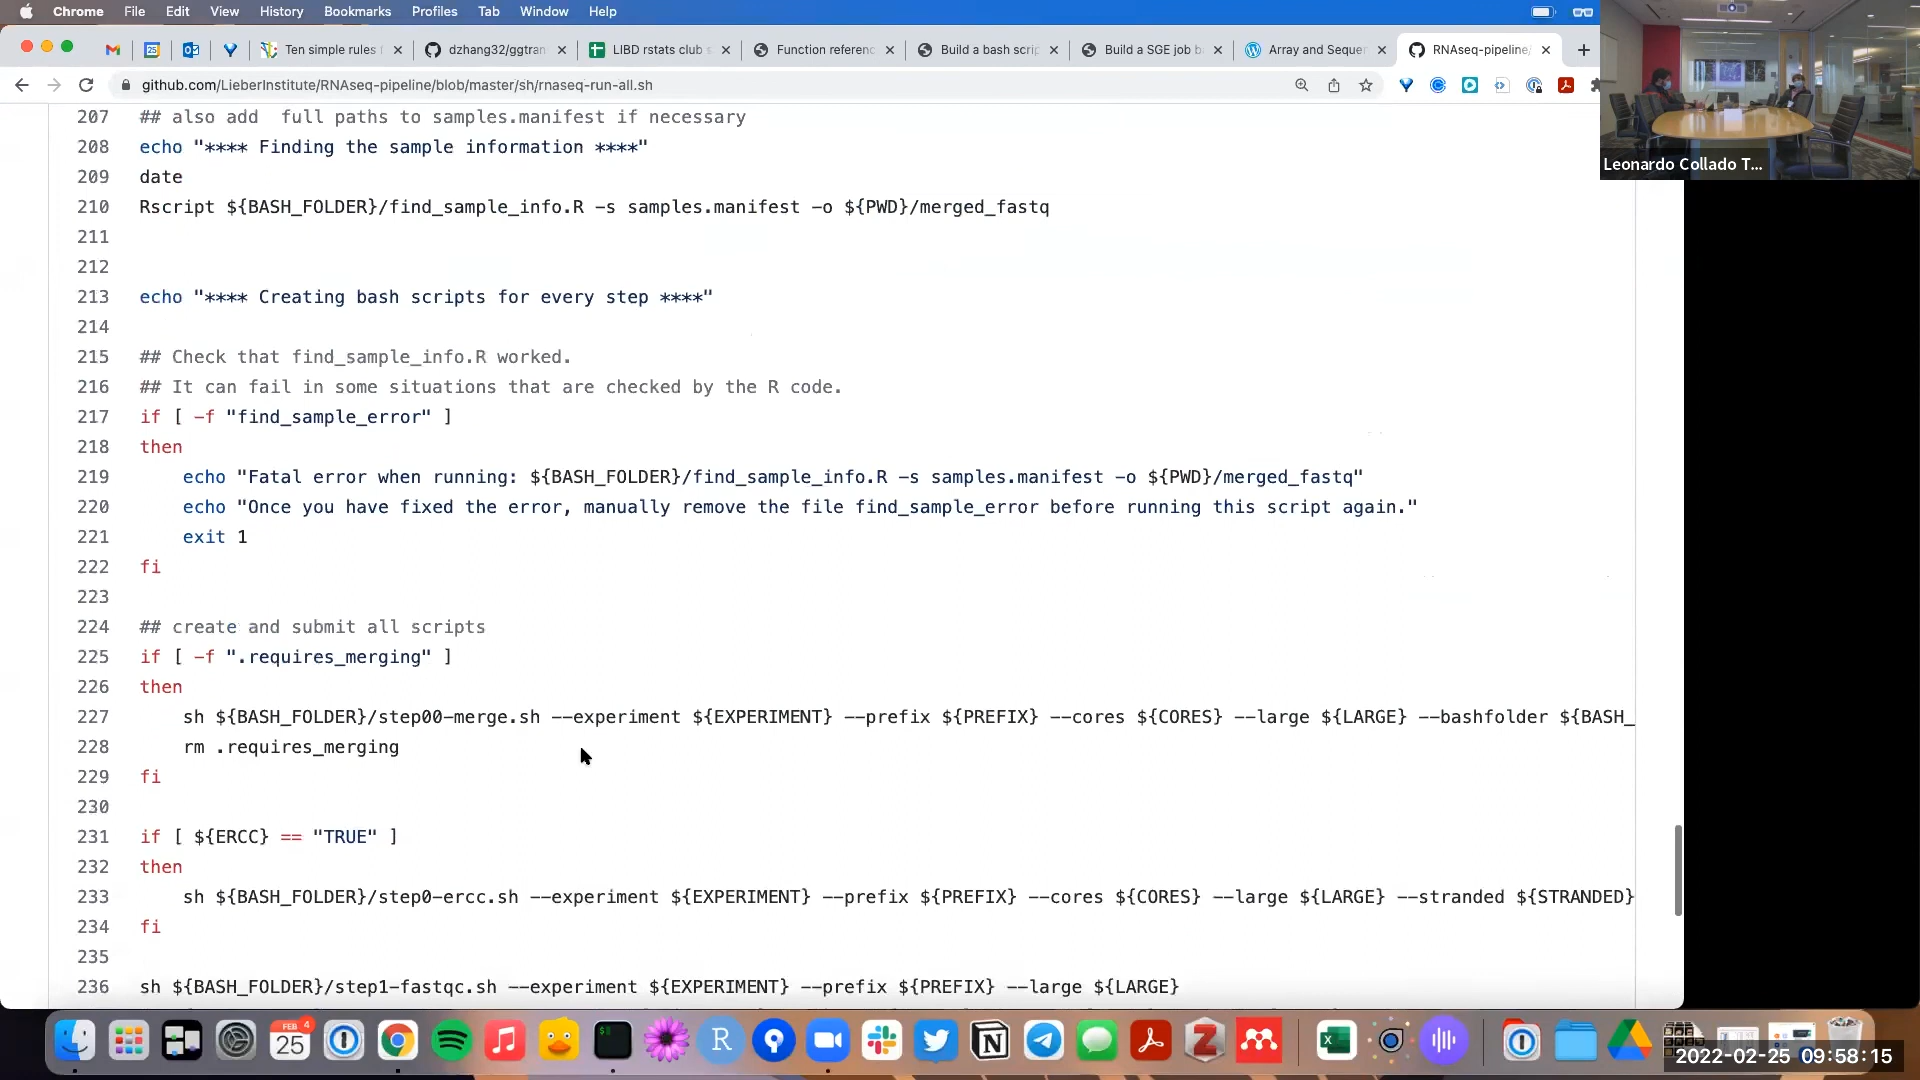 Chrome File Edit View History Bookmarks Profiles Tab Window Help
Ten simple rules f
dzhang32/ggtran
LIBD rstats club s
Function referenc
Build a bash scrip
Build a SGE job b
Array and Sequen
RNAseq-pipeline/
github.com/LieberInstitute/RNAseq-pipeline/blob/master/sh/rnaseq-run-all.sh
Leonardo Collado T...
207 ## also add  full paths to samples.manifest if necessary
208 echo "**** Finding the sample information ****"
209 date
210 Rscript ${BASH_FOLDER}/find_sample_info.R -s samples.manifest -o ${PWD}/merged_fastq
211
212
213 echo "**** Creating bash scripts for every step ****"
214
215 ## Check that find_sample_info.R worked.
216 ## It can fail in some situations that are checked by the R code.
217 if [ -f "find_sample_error" ]
218 then
219     echo "Fatal error when running: ${BASH_FOLDER}/find_sample_info.R -s samples.manifest -o ${PWD}/merged_fastq"
220     echo "Once you have fixed the error, manually remove the file find_sample_error before running this script again."
221     exit 1
222 fi
223
224 ## create and submit all scripts
225 if [ -f ".requires_merging" ]
226 then
227     sh ${BASH_FOLDER}/step00-merge.sh --experiment ${EXPERIMENT} --prefix ${PREFIX} --cores ${CORES} --large ${LARGE} --bashfolder ${BASH_
228     rm .requires_merging
229 fi
230
231 if [ ${ERCC} == "TRUE" ]
232 then
233     sh ${BASH_FOLDER}/step0-ercc.sh --experiment ${EXPERIMENT} --prefix ${PREFIX} --cores ${CORES} --large ${LARGE} --stranded ${STRANDED}
234 fi
235
236 sh ${BASH_FOLDER}/step1-fastqc.sh --experiment ${EXPERIMENT} --prefix ${PREFIX} --large ${LARGE}
FEB 4
25
2022-02-25 09:58:15